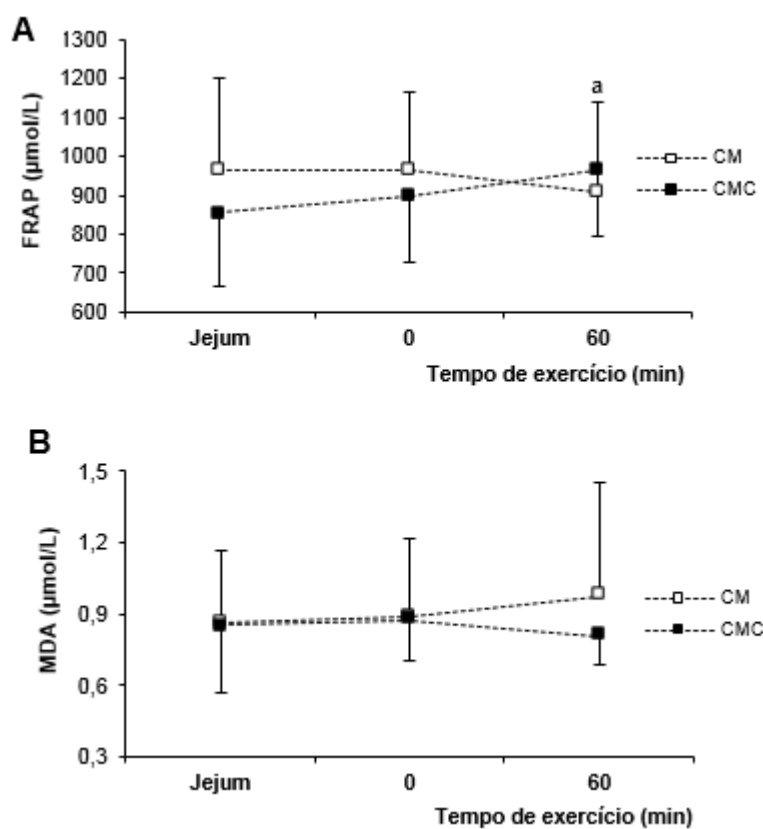 A
FRAP (µmol/L)
1300
1200
1100
1000
900
800
700
600
a
CM
CMC
Jejum 0 60
Tempo de exercício (min)
B
MDA (µmol/L)
1,5
1,2
0,9
0,6
0,3
CM
CMC
Jejum 0 60
Tempo de exercício (min)